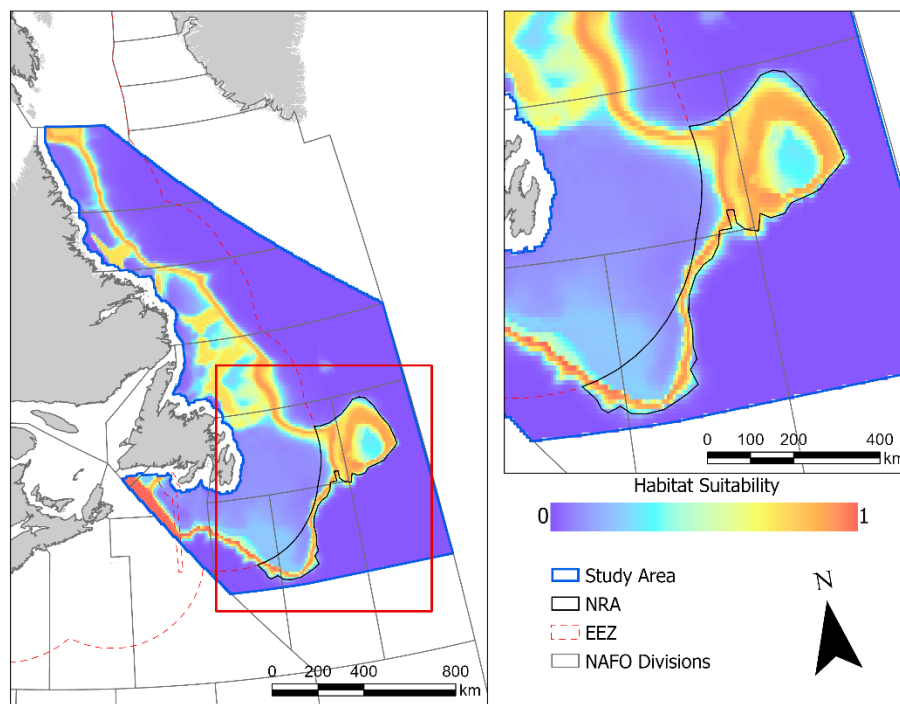 0 200 400 800
km
0 100 200 400
km
Habitat Suitability
0 1
Study Area
NRA
EEZ
NAFO Divisions
N